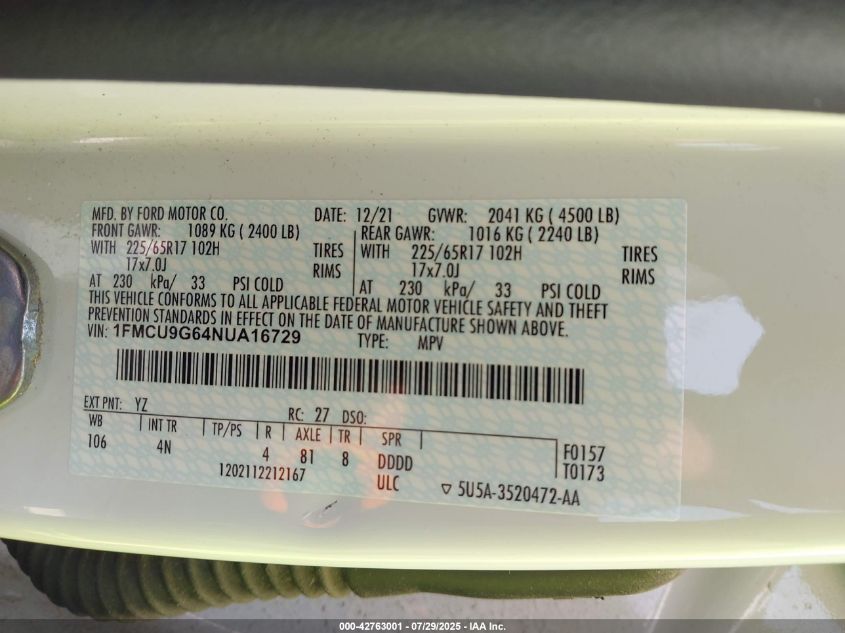 MFD. BY FORD MOTOR CO. DATE: 12/21 GVWR: 2041 KG ( 4500 LB)
FRONT GAWR: 1089 KG ( 2400 LB) REAR GAWR: 1016 KG ( 2240 LB)
WITH 225/65R17 102H TIRES WITH 225/65R17 102H TIRES
17x7.0J RIMS 17x7.0J RIMS
AT 230 kPa/ 33 PSI COLD AT 230 kPa/ 33 PSI COLD
THIS VEHICLE CONFORMS TO ALL APPLICABLE FEDERAL MOTOR VEHICLE SAFETY AND THEFT
PREVENTION STANDARDS IN EFFECT ON THE DATE OF MANUFACTURE SHOWN ABOVE.
VIN: 1FMCU9G64NUA16729 TYPE: MPV
EXT PNT: YZ RC: 27 DSO:
WB INT TR TP/PS R AXLE TR SPR F0157
106 4N 4 81 8 DDDD T0173
1202112212167 ULC ▽ 5U5A-3520472-AA
000-42763001 - 07/29/2025 - IAA Inc.